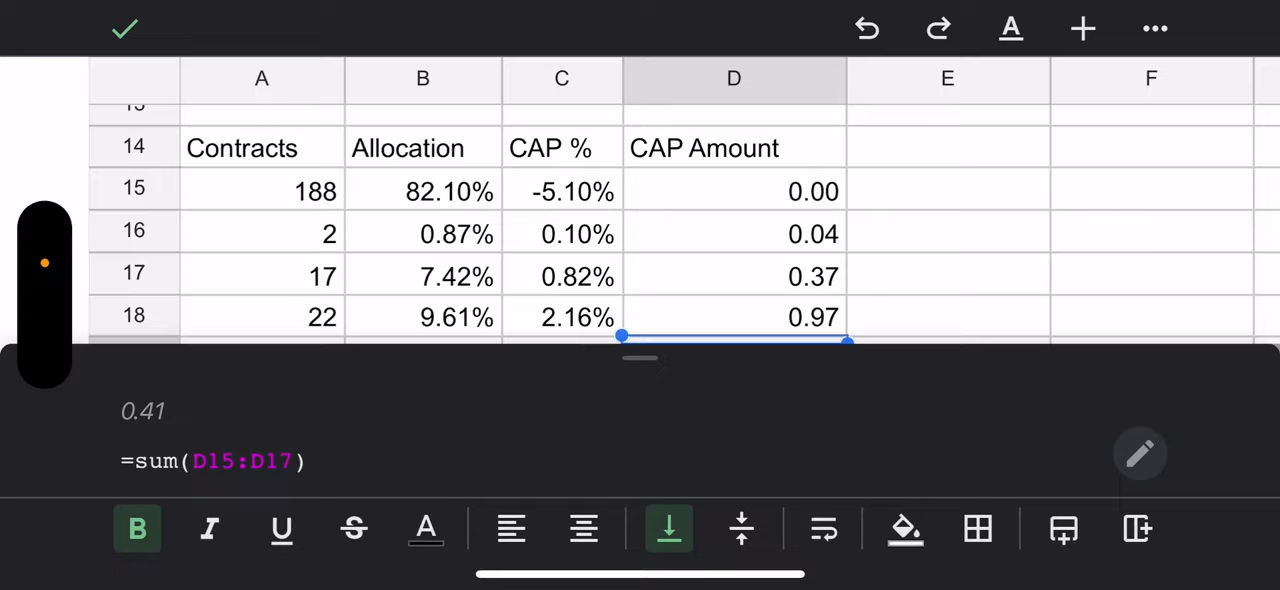 A B C D E F
14 Contracts Allocation CAP % CAP Amount
15 188 82.10% -5.10% 0.00
16 2 0.87% 0.10% 0.04
17 17 7.42% 0.82% 0.37
18 22 9.61% 2.16% 0.97
0.41
=sum(D15:D17)
B I U S A